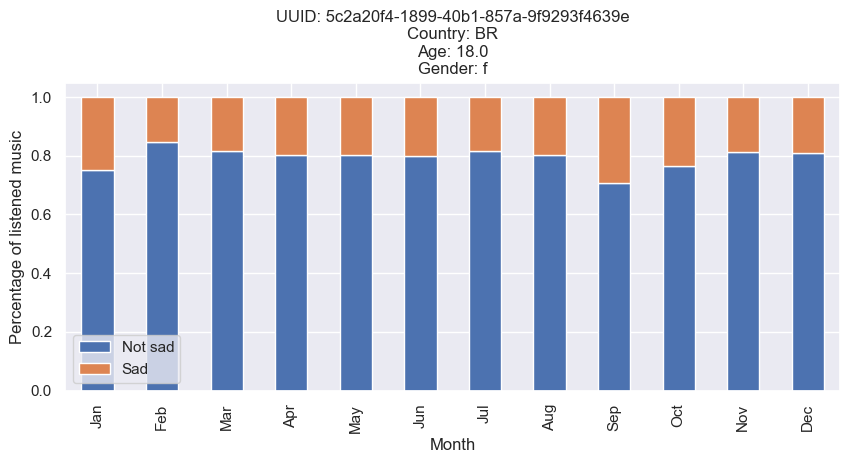 UUID: 5c2a20f4-1899-40b1-857a-9f9293f4639e
Country: BR
Age: 18.0
Gender: f
Percentage of listened music
1.0
0.8
0.6
0.4
0.2
0.0
Not sad
Sad
Jan Feb Mar Apr May Jun Jul Aug Sep Oct Nov Dec
Month